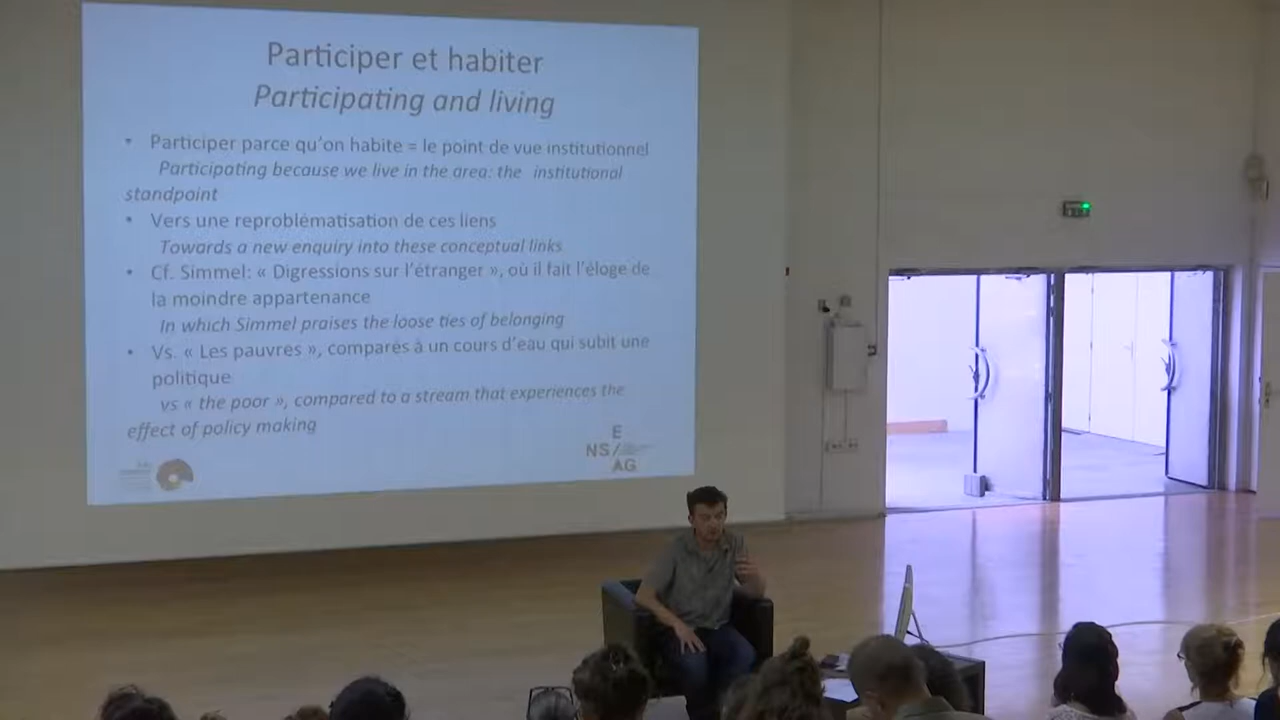 Participer et habiter
Participating and living
• Participer parce qu'on habite = le point de vue institutionnel
Participating because we live in the area: the institutional
standpoint
• Vers une reproblématisation de ces liens
Towards a new enquiry into these conceptual links
• Cf. Simmel: « Digressions sur l'étranger », où il fait l'éloge de
la moindre appartenance
In which Simmel praises the loose ties of belonging
• Vs. « Les pauvres », comparés à un cours d'eau qui subit une
politique
vs « the poor », compared to a stream that experiences the
effect of policy making
E
NS/
AG